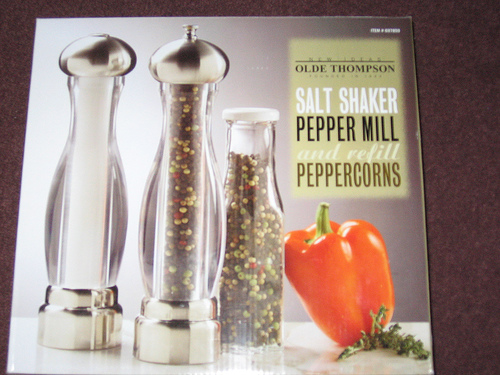 OLDE THOMPSON
SALT SHAKER
PEPPER MILL
and refill
PEPPERCORNS